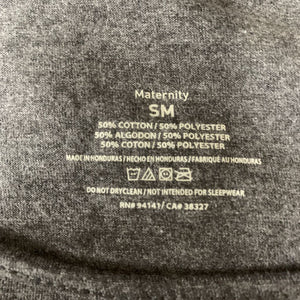 Maternity
SM
50% COTTON / 50% POLYESTER
50% ALGODON / 50% POLYESTER
50% COTON / 50% POLYESTER
MADE IN HONDURAS / HECHO EN HONDURAS / FABRIQUÉ AU HONDURAS
DO NOT DRYCLEAN / NOT INTENDED FOR SLEEPWEAR.
RN# 94141/ CA# 38327